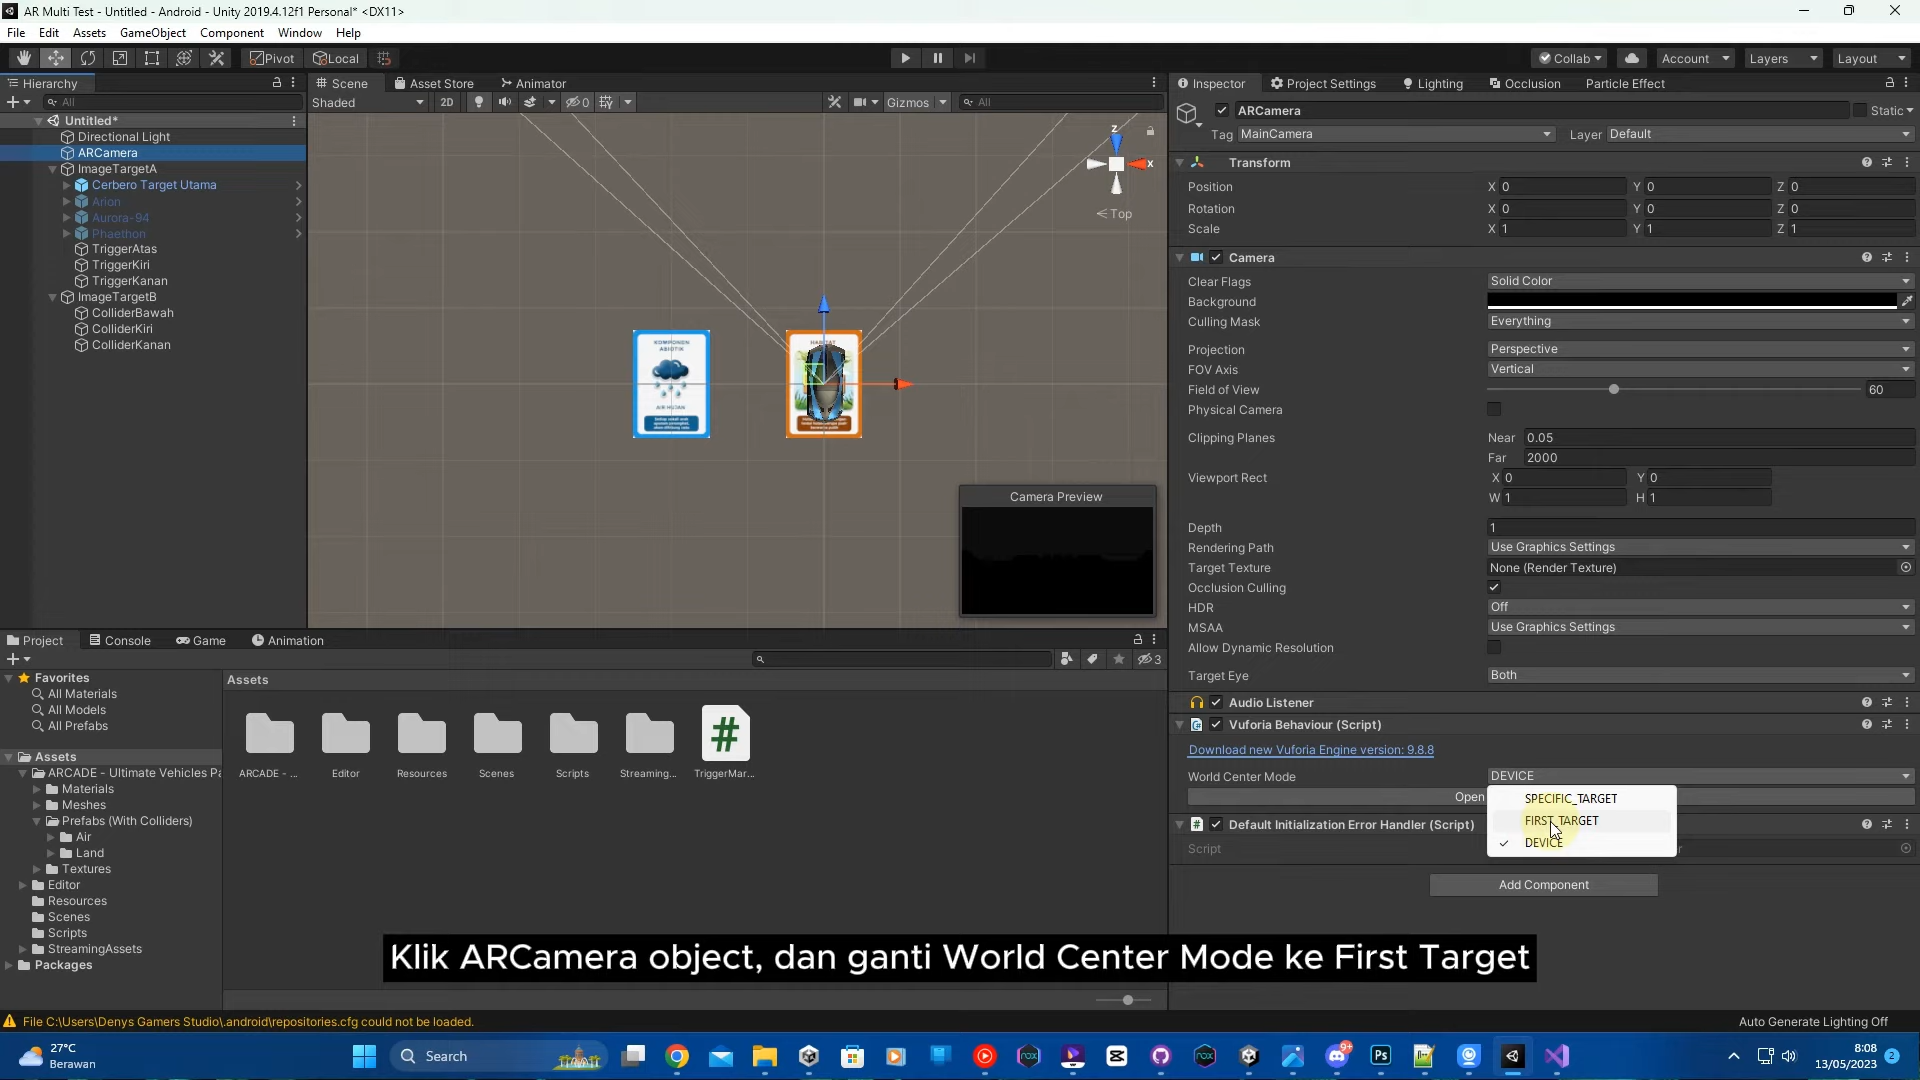 AR Multi Test - Untitled - Android - Unity 2019.4.12f1 Personal* <DX11>
File Edit Assets GameObject Component Window Help
Pivot Local Collab Account Layers Layout
Hierarchy
All
Untitled*
Directional Light
ARCamera
ImageTargetA
Cerbero Target Utama
Arion
Aurora-94
Phaethon
TriggerAtas
TriggerKiri
TriggerKanan
ImageTargetB
ColliderBawah
ColliderKiri
ColliderKanan
Scene Asset Store Animator
Shaded 2D 0 Gizmos All
z
x
Top
KOMPONEN
ABIOTIK
AIR HUJAN
Camera Preview
Inspector Project Settings Lighting Occlusion Particle Effect
ARCamera Static
Tag MainCamera Layer Default
Transform
Position X 0 Y 0 Z 0
Rotation X 0 Y 0 Z 0
Scale X 1 Y 1 Z 1
Camera
Clear Flags Solid Color
Background
Culling Mask Everything
Projection Perspective
FOV Axis Vertical
Field of View 60
Physical Camera
Clipping Planes Near 0.05
Far 2000
Viewport Rect X 0 Y 0
W 1 H 1
Depth 1
Rendering Path Use Graphics Settings
Target Texture None (Render Texture)
Occlusion Culling
HDR Off
MSAA Use Graphics Settings
Allow Dynamic Resolution
Target Eye Both
Audio Listener
Vuforia Behaviour (Script)
Download new Vuforia Engine version: 9.8.8
World Center Mode DEVICE
Open
SPECIFIC_TARGET
FIRST_TARGET
DEVICE
Default Initialization Error Handler (Script)
Script
Add Component
Project Console Game Animation
3
Favorites
All Materials
All Models
All Prefabs
Assets
ARCADE - Ultimate Vehicles Pa
Materials
Meshes
Prefabs (With Colliders)
Air
Land
Textures
Editor
Resources
Scenes
Scripts
StreamingAssets
Packages
Assets
ARCADE - ... Editor Resources Scenes Scripts Streaming... TriggerMar...
Klik ARCamera object, dan ganti World Center Mode ke First Target
File C:\Users\Denys Gamers Studio\.android\repositories.cfg could not be loaded.
Auto Generate Lighting Off
27°C
Berawan
Search
9+
Ps
8:08
13/05/2023
2